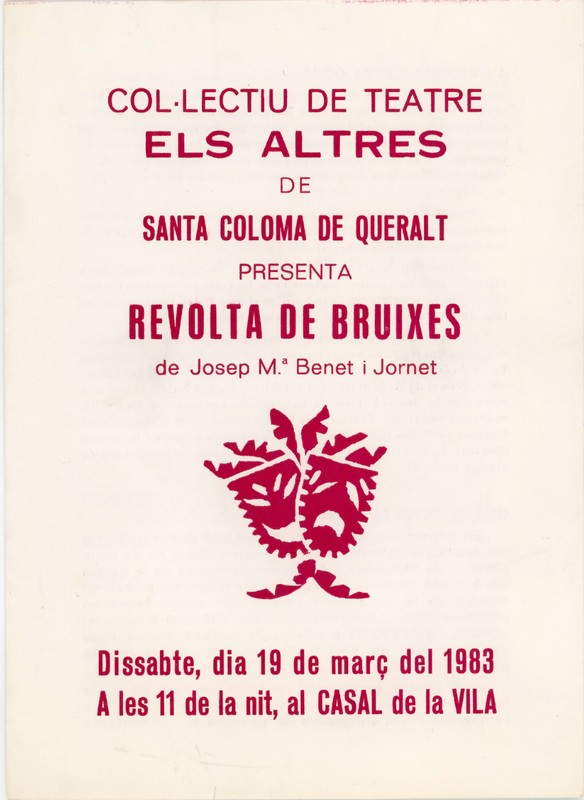 COL·LECTIU DE TEATRE
ELS ALTRES
DE
SANTA COLOMA DE QUERALT
PRESENTA
REVOLTA DE BRUIXES
de Josep M.ª Benet i Jornet
Dissabte, dia 19 de març del 1983
A les 11 de la nit, al CASAL de la VILA